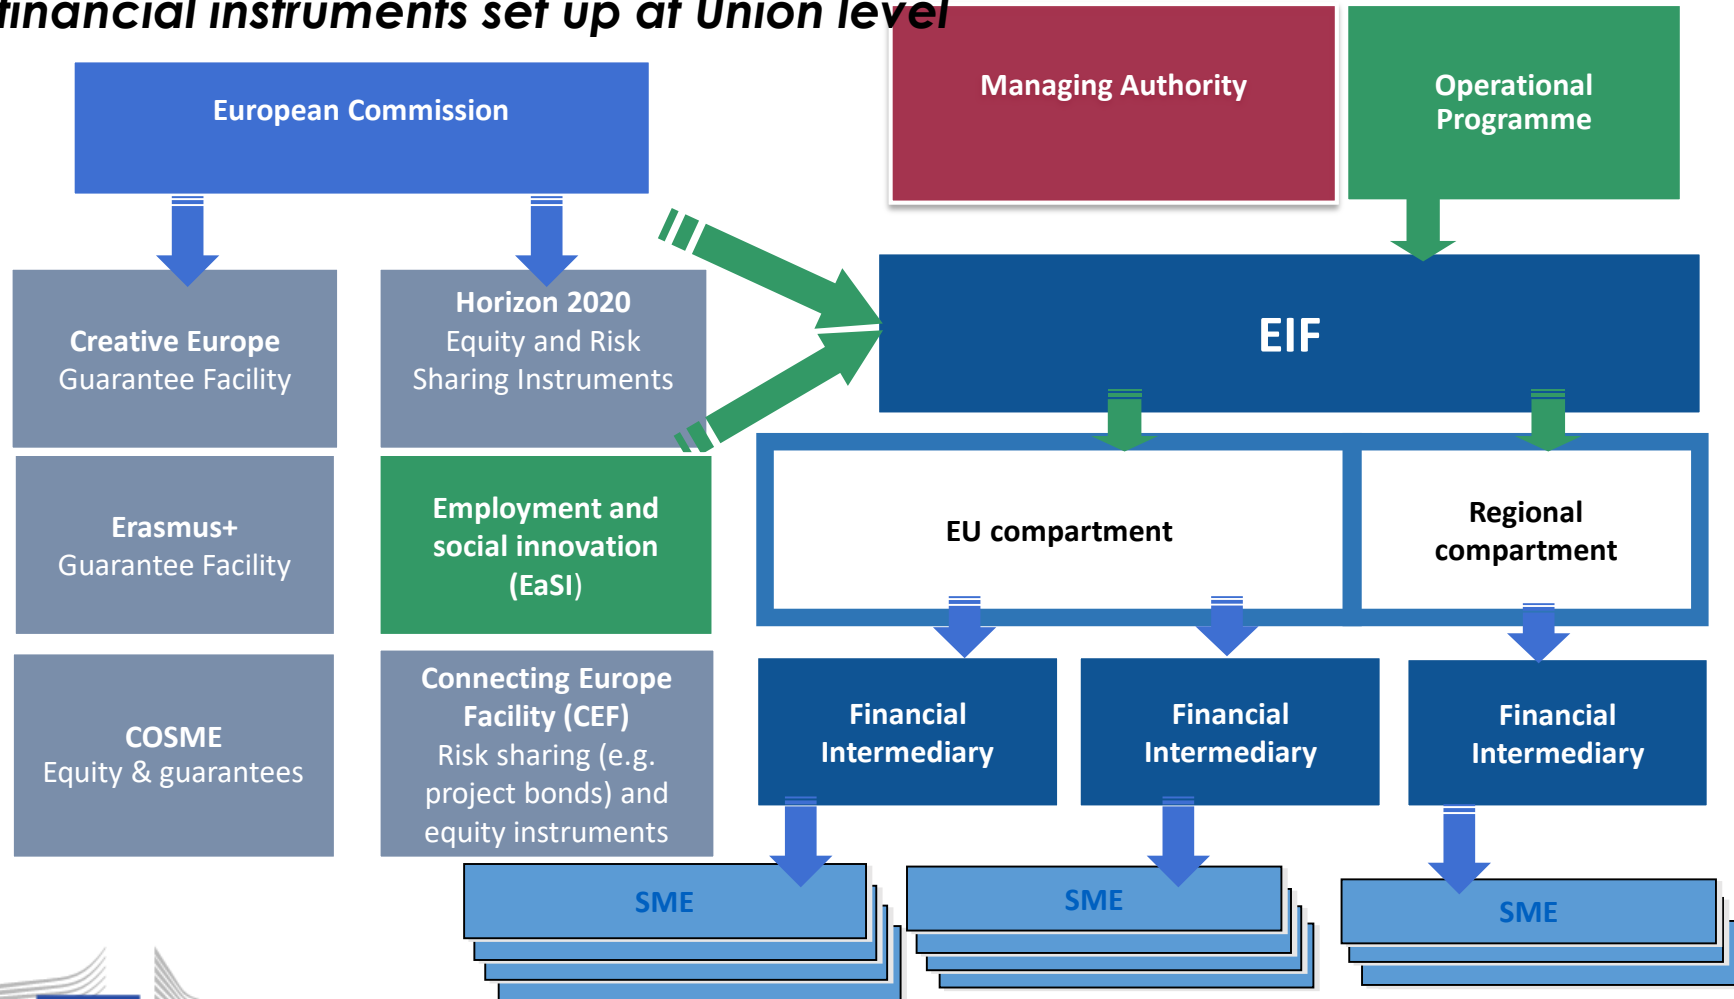 financial instruments set up at Union level
European Commission
Managing Authority
Operational
Programme
Creative Europe
Guarantee Facility
Horizon 2020
Equity and Risk
Sharing Instruments
EIF
Erasmus+
Guarantee Facility
Employment and
social innovation
(EaSI)
EU compartment
Regional
compartment
COSME
Equity & guarantees
Connecting Europe
Facility (CEF)
Risk sharing (e.g.
project bonds) and
equity instruments
Financial
Intermediary
Financial
Intermediary
Financial
Intermediary
SME
SME
SME